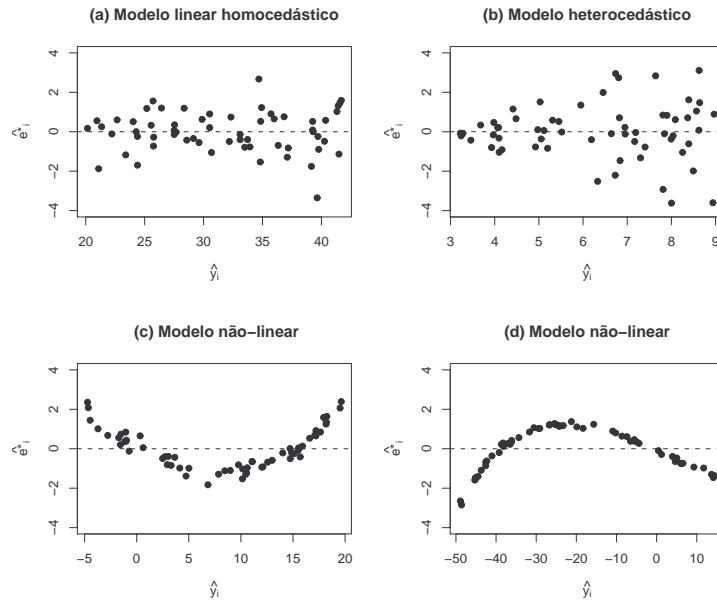 (a) Modelo linear homocedástico
4
2
0
−2
−4
ê*i
20 25 30 35 40
ŷi
(b) Modelo heterocedástico
4
2
0
−2
−4
ê*i
3 4 5 6 7 8 9
ŷi
(c) Modelo não−linear
4
2
0
−2
−4
ê*i
−5 0 5 10 15 20
ŷi
(d) Modelo não−linear
4
2
0
−2
−4
ê*i
−50 −40 −30 −20 −10 0 10
ŷi